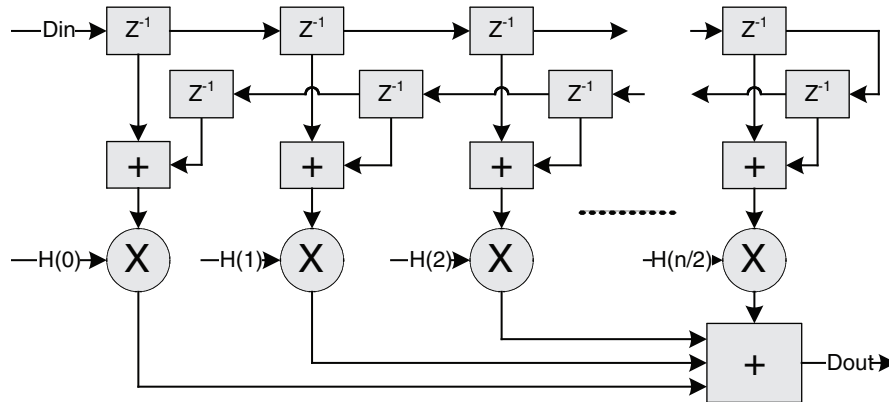 Din Z-1 Z-1 Z-1 Z-1
Z-1 Z-1 Z-1 Z-1
+ + + +
H(0) X H(1) X H(2) X H(n/2) X
+ Dout